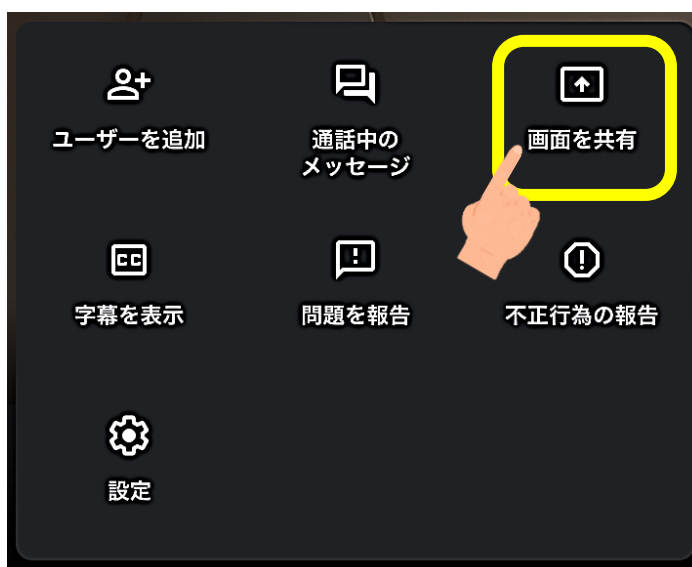 ユーザーを追加
通話中の
メッセージ
画面を共有
CC
字幕を表示
問題を報告
不正行為の報告
設定